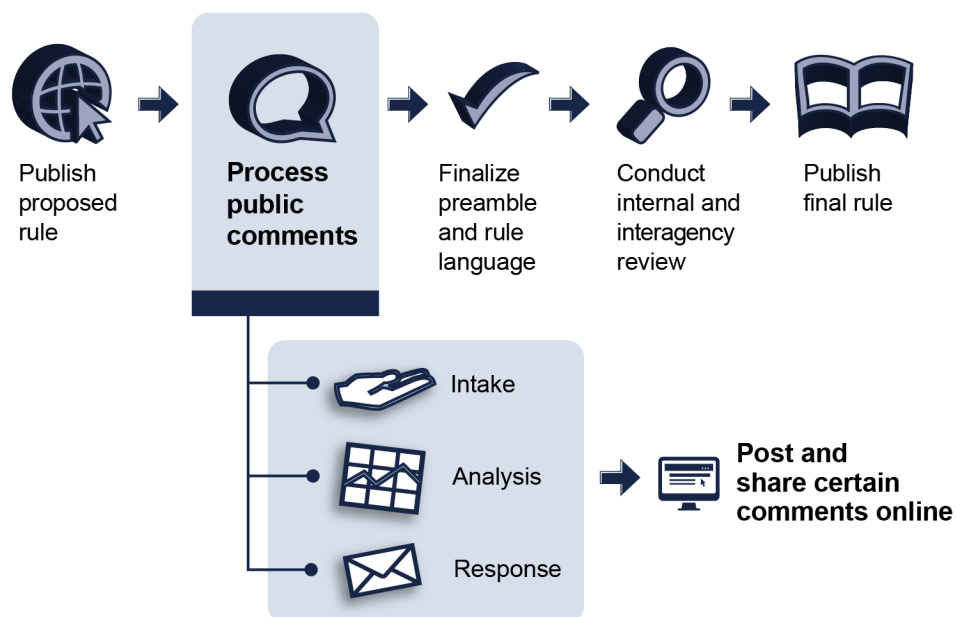 Publish
proposed
rule
Process
public
comments
Finalize
preamble
and rule
language
Conduct
internal and
interagency
review
Publish
final rule
Intake
Analysis
Response
Post and
share certain
comments online